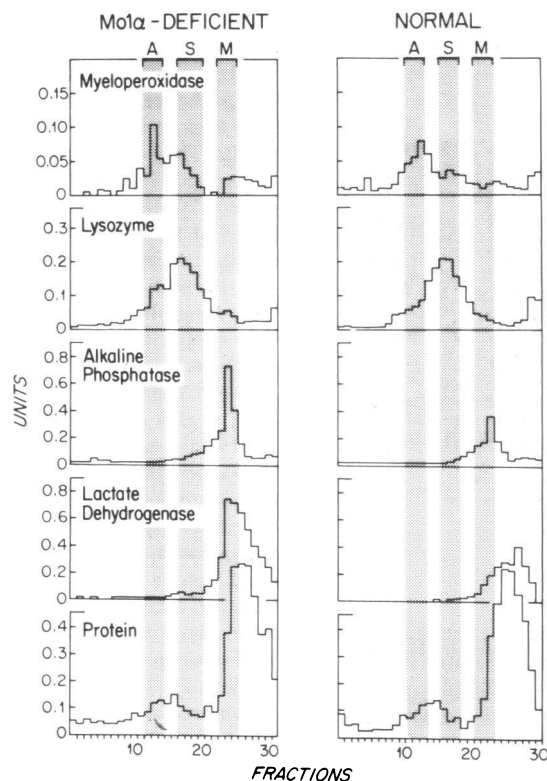 Mo1α-DEFICIENT
NORMAL
A S M
A S M
Myeloperoxidase
0.15
0.10
0.05
0
Lysozyme
0.3
0.2
0.1
0
Alkaline
Phosphatase
0.8
0.6
0.4
0.2
0
Lactate
Dehydrogenase
0.8
0.6
0.4
0.2
0
Protein
0.4
0.3
0.2
0.1
0
UNITS
0 10 20 30
10 20 30
FRACTIONS